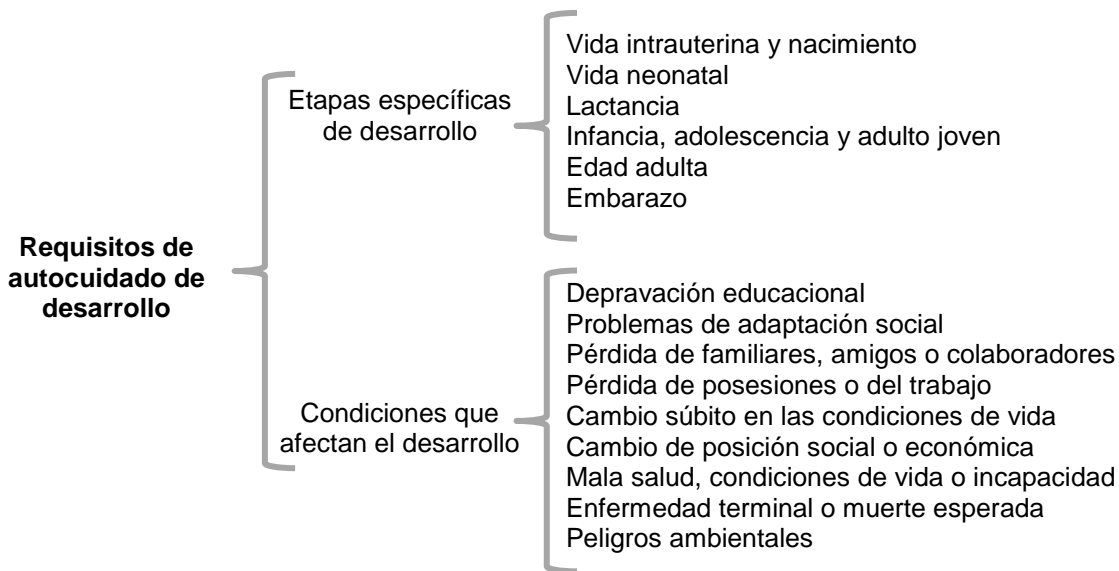 Requisitos de
autocuidado de
desarrollo
Etapas específicas
de desarrollo
Vida intrauterina y nacimiento
Vida neonatal
Lactancia
Infancia, adolescencia y adulto joven
Edad adulta
Embarazo
Condiciones que
afectan el desarrollo
Depravación educacional
Problemas de adaptación social
Pérdida de familiares, amigos o colaboradores
Pérdida de posesiones o del trabajo
Cambio súbito en las condiciones de vida
Cambio de posición social o económica
Mala salud, condiciones de vida o incapacidad
Enfermedad terminal o muerte esperada
Peligros ambientales